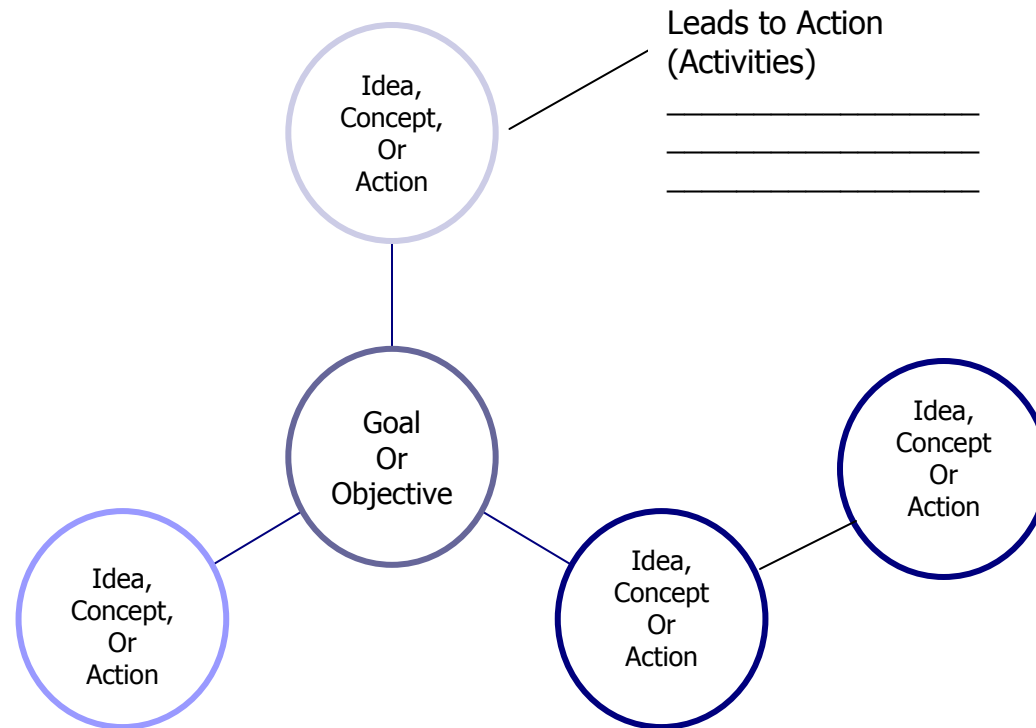 Leads to Action
(Activities)
Idea,
Concept,
Or
Action
Goal
Or
Objective
Idea,
Concept
Or
Action
Idea,
Concept,
Or
Action
Idea,
Concept
Or
Action